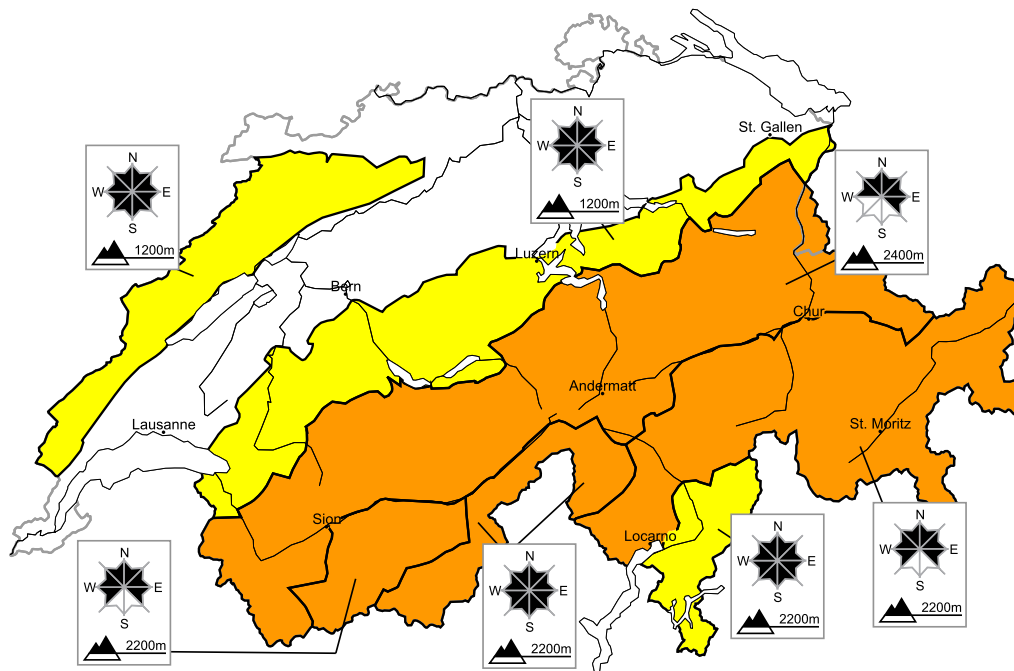 St. Gallen
N
W E
S
1200m
N
W E
S
1200m
N
W E
S
2400m
Luzern
Bern
Chur
Andermatt
Lausanne
St. Moritz
Sion
Locarno
N
W E
S
2200m
N
W E
S
2200m
N
W E
S
2200m
N
W E
S
2200m